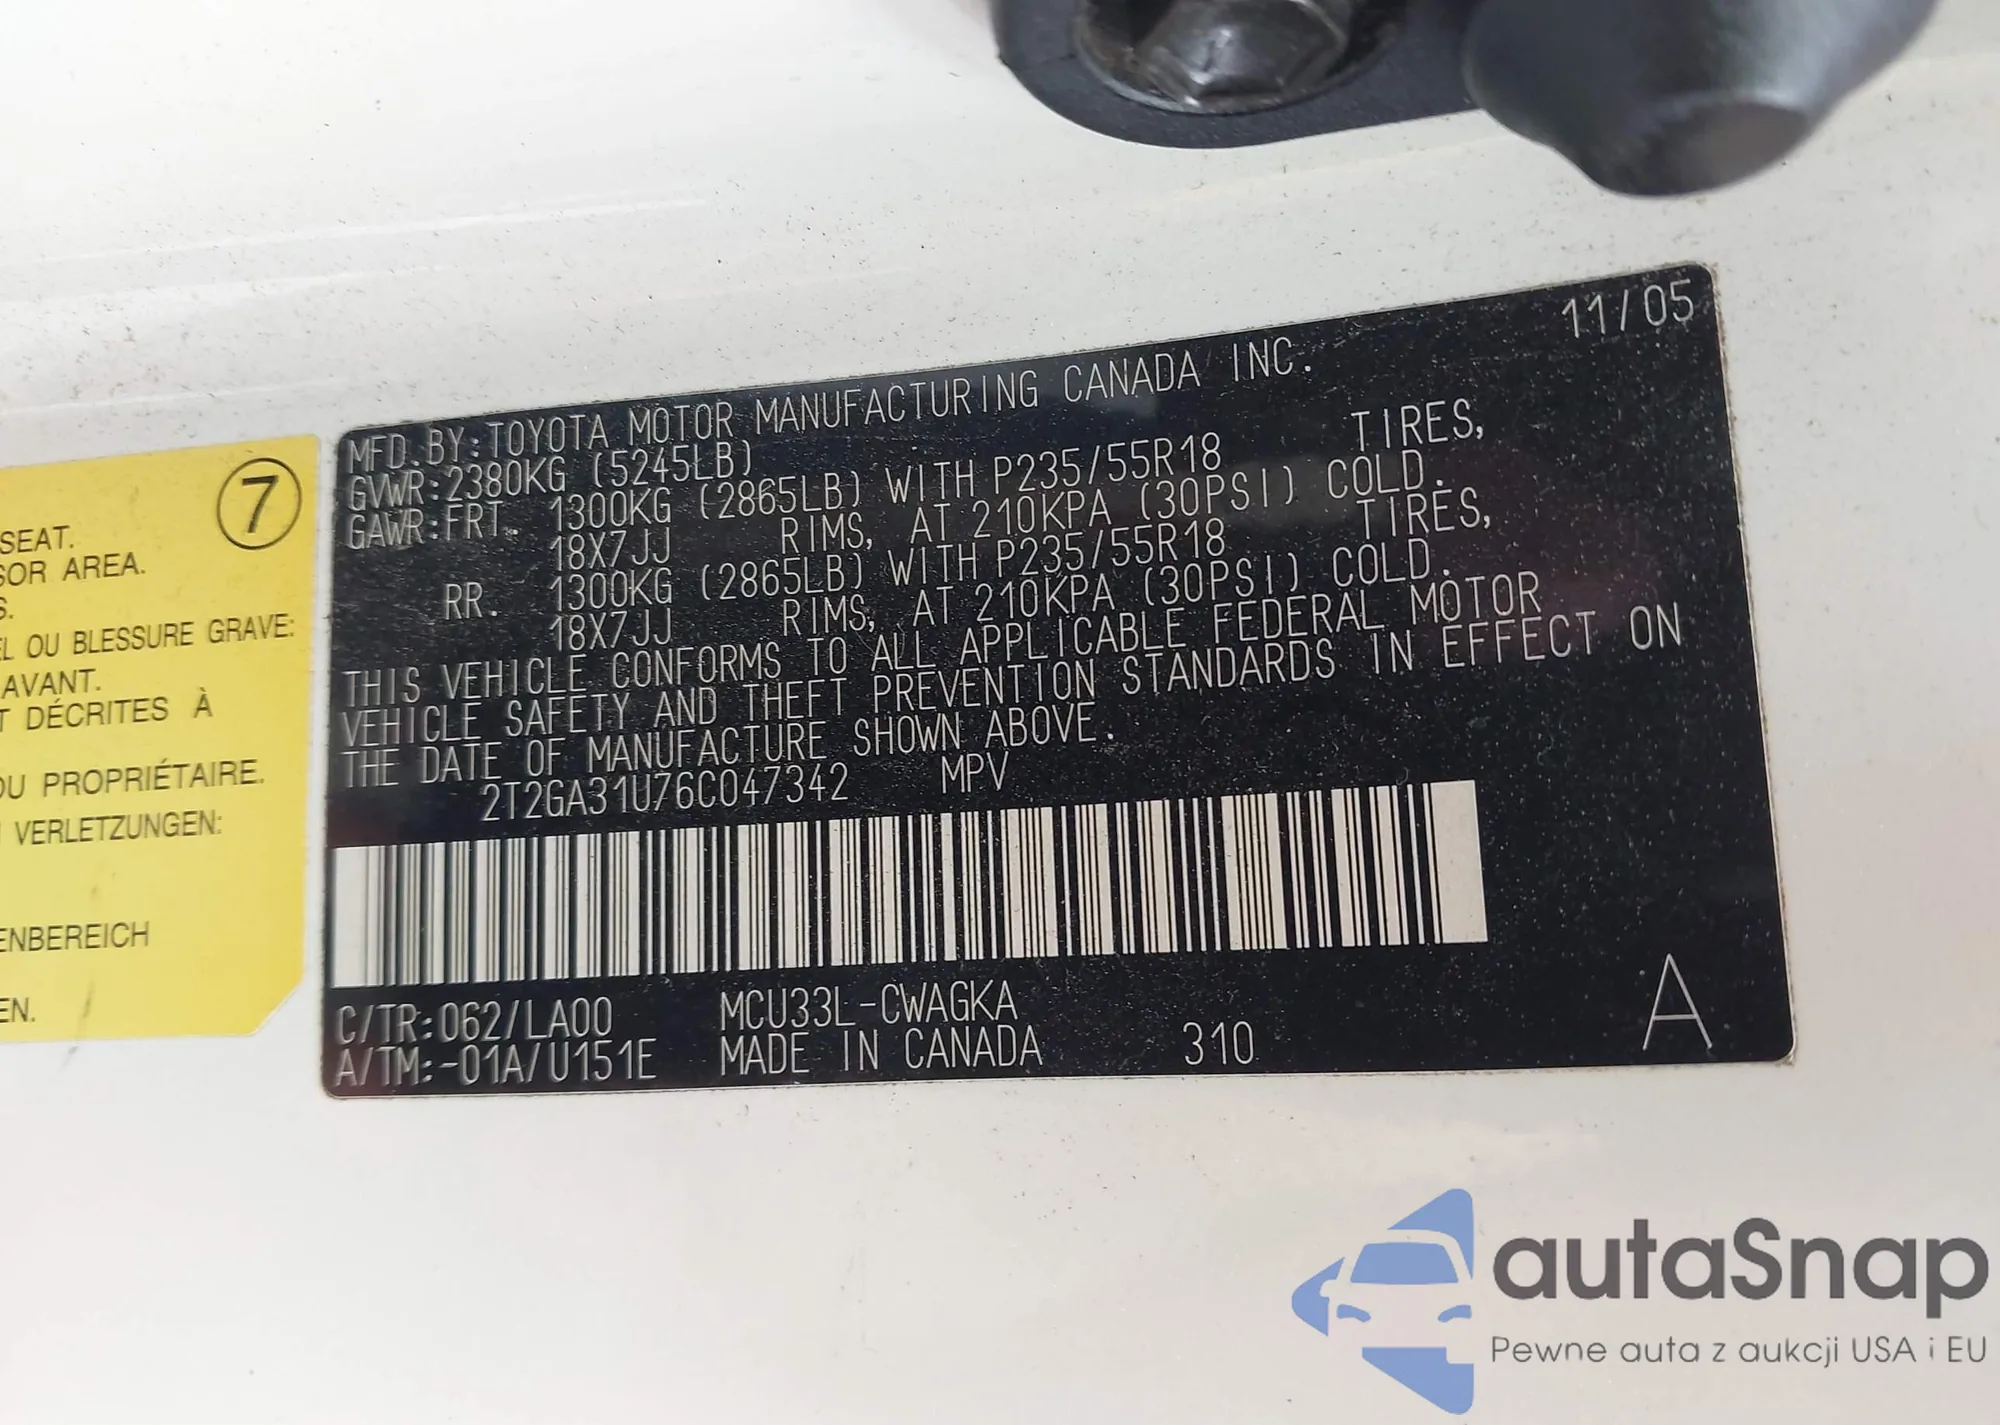 7
SEAT.
SOR AREA.
S.
EL OU BLESSURE GRAVE:
AVANT.
T DÉCRITES À
DU PROPRIÉTAIRE.
VERLETZUNGEN:
ENBEREICH
EN.
11/05
MFD.BY:TOYOTA MOTOR MANUFACTURING CANADA INC.
GVWR:2380KG (5245LB)
GAWR:FRT. 1300KG (2865LB) WITH P235/55R18 TIRES,
18X7JJ RIMS, AT 210KPA (30PSI) COLD.
RR. 1300KG (2865LB) WITH P235/55R18 TIRES,
18X7JJ RIMS, AT 210KPA (30PSI) COLD.
THIS VEHICLE CONFORMS TO ALL APPLICABLE FEDERAL MOTOR
VEHICLE SAFETY AND THEFT PREVENTION STANDARDS IN EFFECT ON
THE DATE OF MANUFACTURE SHOWN ABOVE.
2T2GA31U76C047342 MPV
C/TR:062/LA00 MCU33L-CWAGKA
A/TM:-01A/U151E MADE IN CANADA 310
A
autaSnap
Pewne auta z aukcji USA i EU